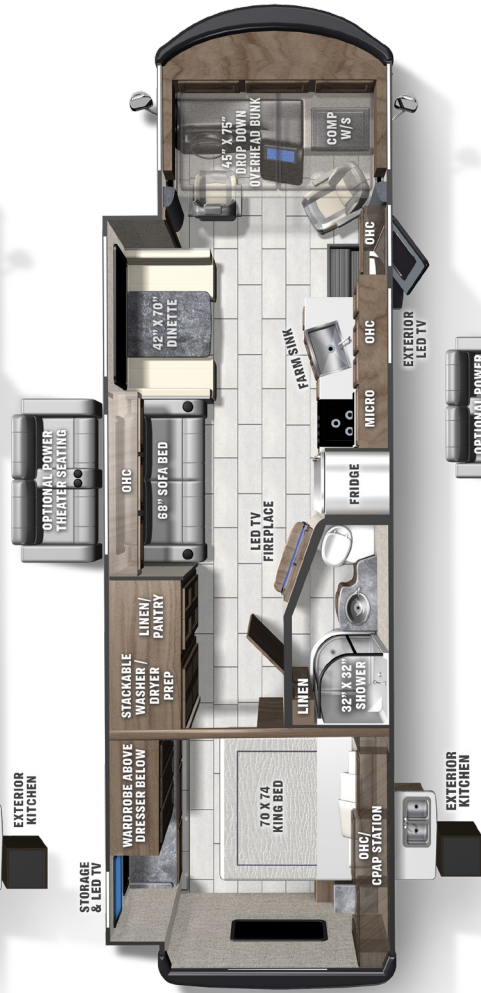 45" X 75"
DROP DOWN
OVERHEAD BUNK
COMP
W/S
42" X 70"
DINETTE
OHC
OHC
MICRO
FARM SINK
EXTERIOR
LED TV
OPTIONAL POWER
THEATER SEATING
OHC
68" SOFA BED
FRIDGE
LED TV
FIREPLACE
LINEN/
PANTRY
STACKABLE
WASHER/
DRYER
PREP
LINEN
32" X 32"
SHOWER
WARDROBE ABOVE
DRESSER BELOW
70 X 74
KING BED
OHC/
CPAP STATION
STORAGE
& LED TV
EXTERIOR
KITCHEN
EXTERIOR
KITCHEN
OPTIONAL POWER